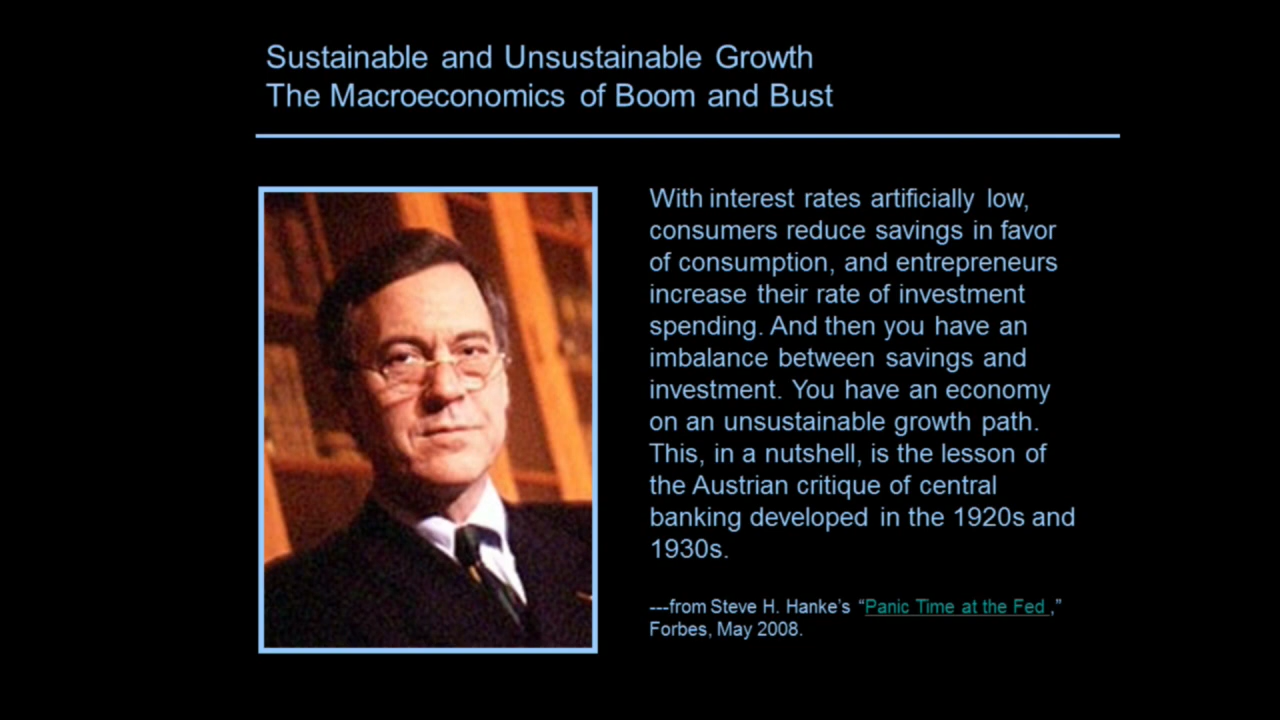 Sustainable and Unsustainable Growth
The Macroeconomics of Boom and Bust
With interest rates artificially low,
consumers reduce savings in favor
of consumption, and entrepreneurs
increase their rate of investment
spending. And then you have an
imbalance between savings and
investment. You have an economy
on an unsustainable growth path.
This, in a nutshell, is the lesson of
the Austrian critique of central
banking developed in the 1920s and
1930s.
---from Steve H. Hanke’s “Panic Time at the Fed ,”
Forbes, May 2008.